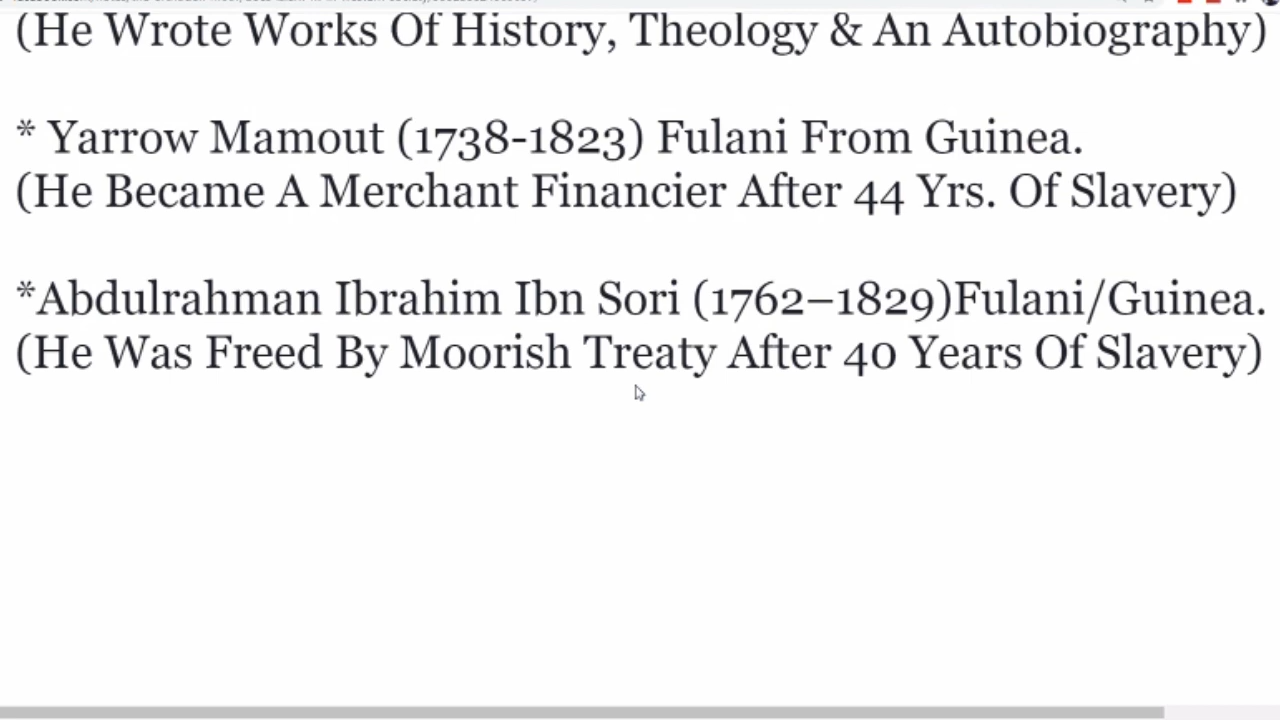 (He Wrote Works Of History, Theology & An Autobiography)
* Yarrow Mamout (1738-1823) Fulani From Guinea.
(He Became A Merchant Financier After 44 Yrs. Of Slavery)
*Abdulrahman Ibrahim Ibn Sori (1762–1829)Fulani/Guinea.
(He Was Freed By Moorish Treaty After 40 Years Of Slavery)